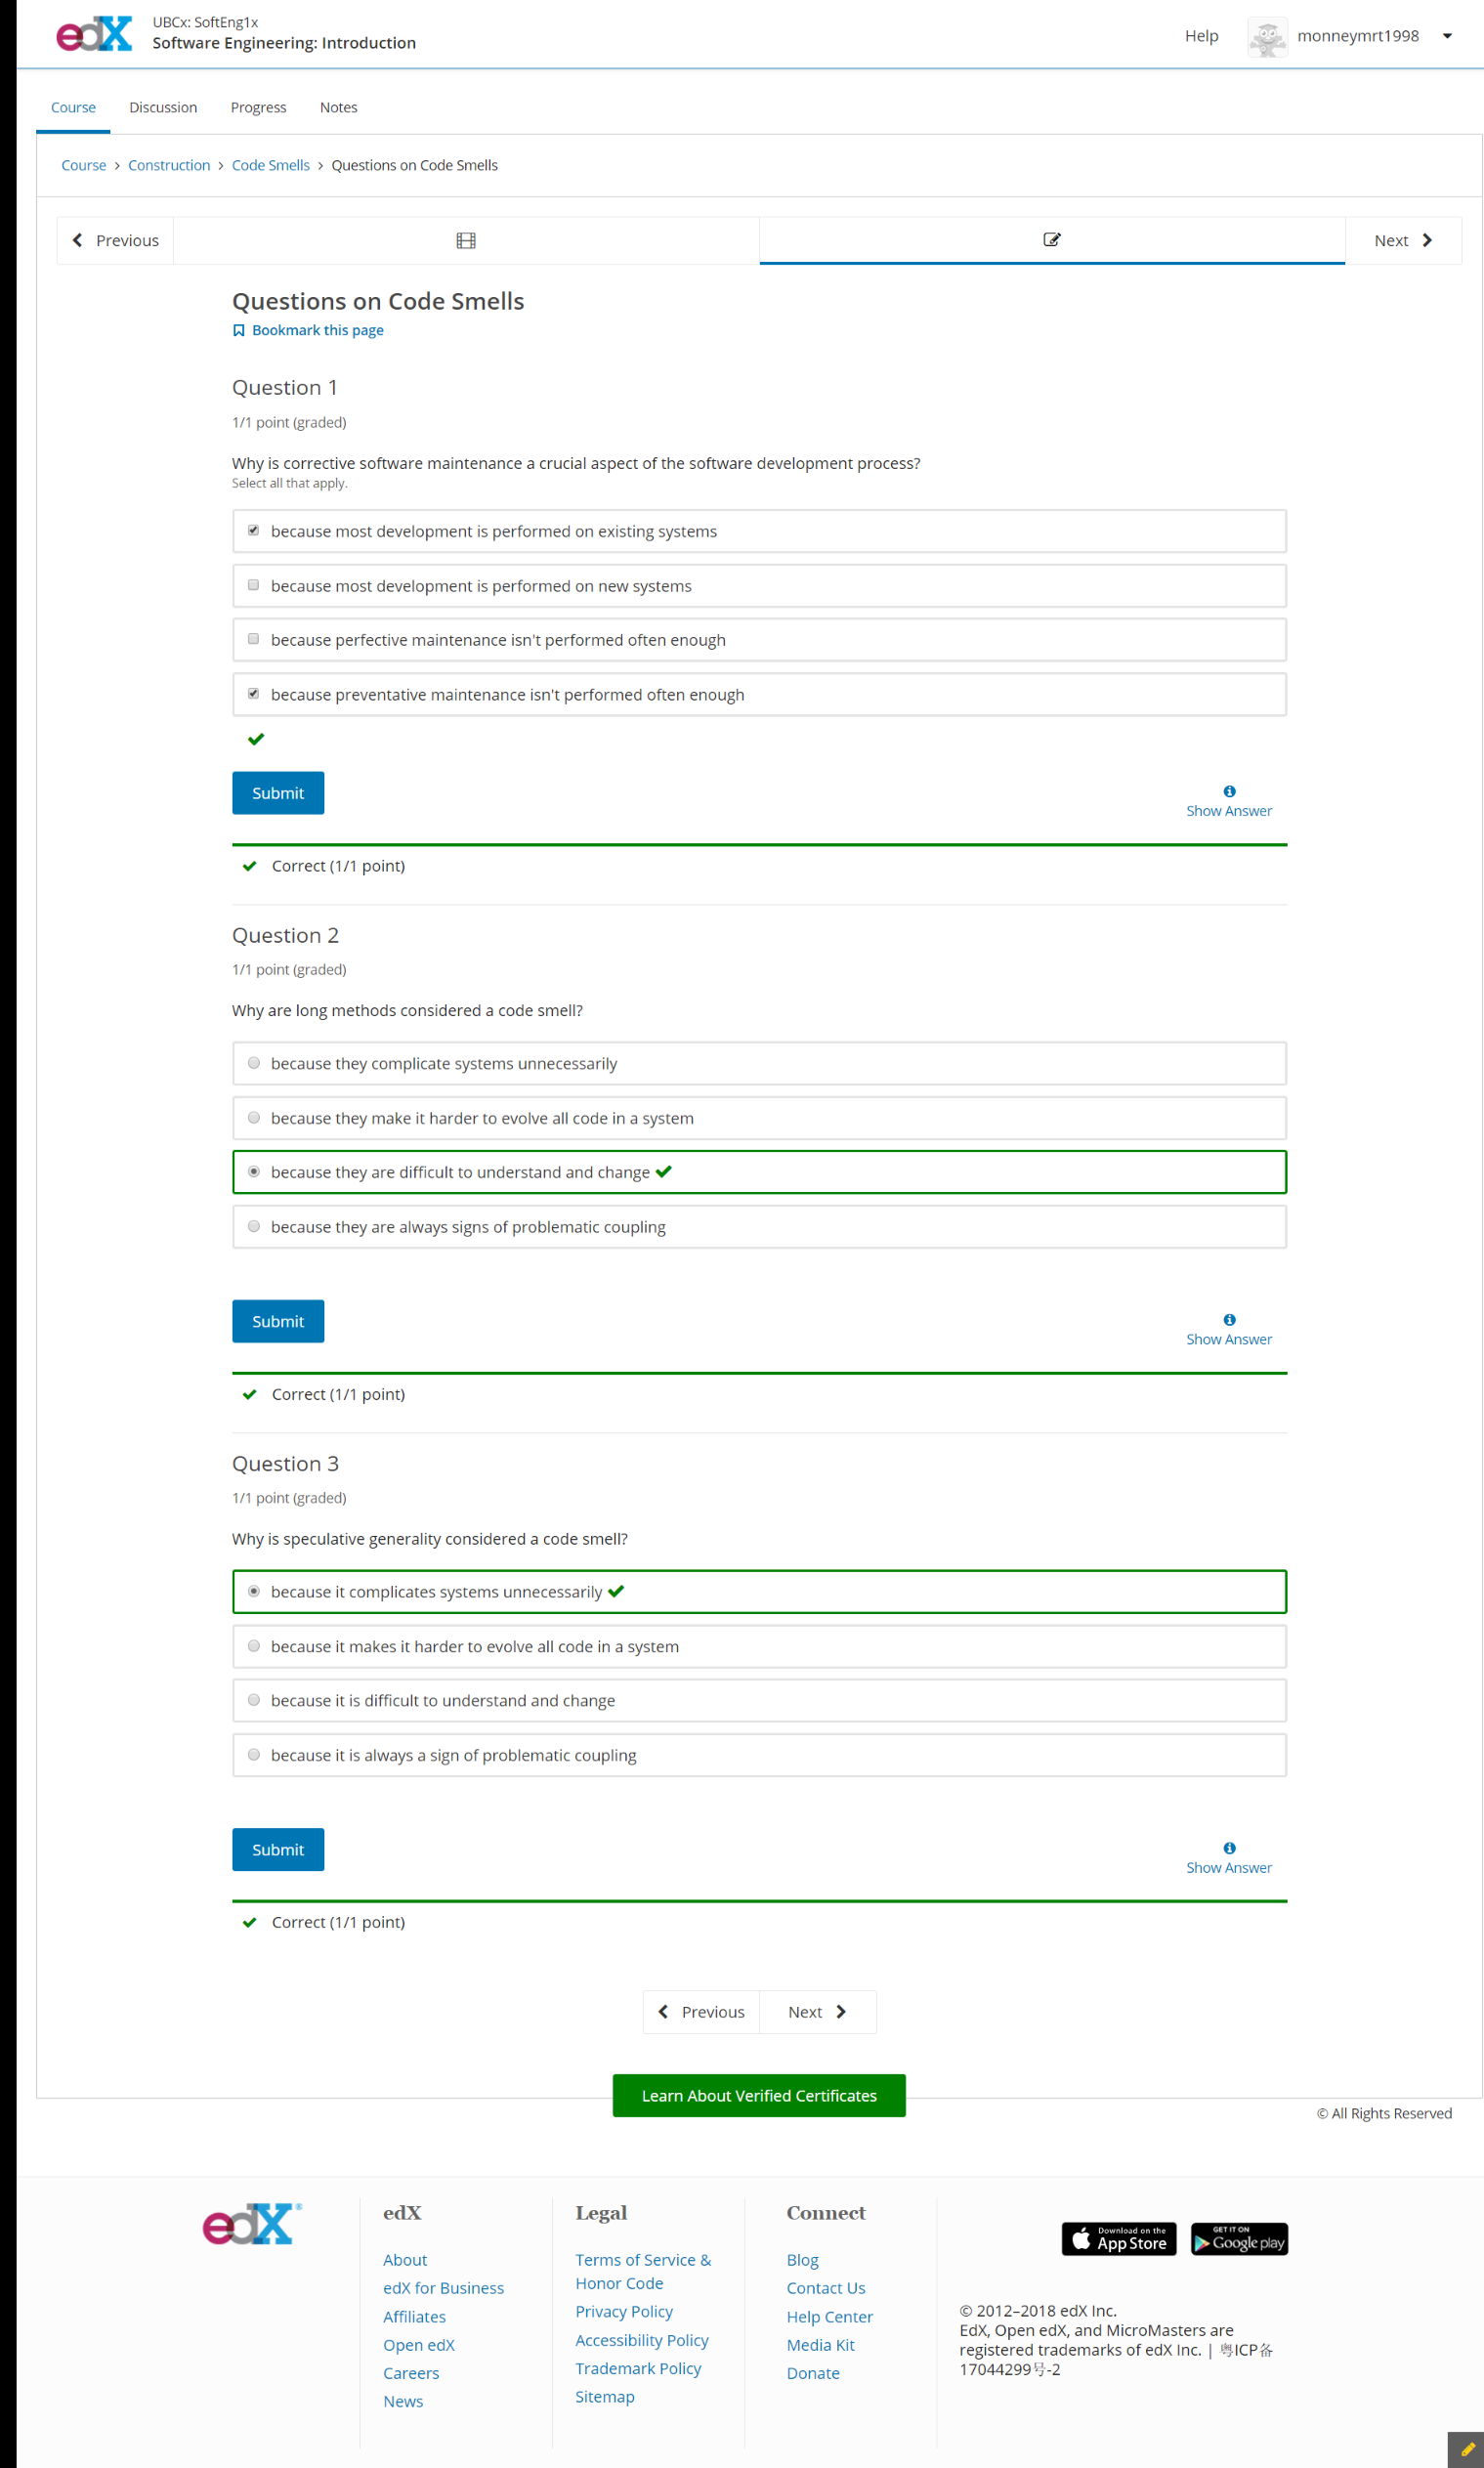 edX
UBCx: SoftEng1x
Software Engineering: Introduction
Help
monneymrt1998
Course
Discussion
Progress
Notes
Course > Construction > Code Smells > Questions on Code Smells
Previous
Next
Questions on Code Smells
Bookmark this page
Question 1
1/1 point (graded)
Why is corrective software maintenance a crucial aspect of the software development process?
Select all that apply.
because most development is performed on existing systems
because most development is performed on new systems
because perfective maintenance isn't performed often enough
because preventative maintenance isn't performed often enough
Submit
Show Answer
Correct (1/1 point)
Question 2
1/1 point (graded)
Why are long methods considered a code smell?
because they complicate systems unnecessarily
because they make it harder to evolve all code in a system
because they are difficult to understand and change
because they are always signs of problematic coupling
Submit
Show Answer
Correct (1/1 point)
Question 3
1/1 point (graded)
Why is speculative generality considered a code smell?
because it complicates systems unnecessarily
because it makes it harder to evolve all code in a system
because it is difficult to understand and change
because it is always a sign of problematic coupling
Submit
Show Answer
Correct (1/1 point)
Previous
Next
Learn About Verified Certificates
© All Rights Reserved
edX®
edX
About
edX for Business
Affiliates
Open edX
Careers
News
Legal
Terms of Service &
Honor Code
Privacy Policy
Accessibility Policy
Trademark Policy
Sitemap
Connect
Blog
Contact Us
Help Center
Media Kit
Donate
Download on the
App Store
GET IT ON
Google play
© 2012–2018 edX Inc.
EdX, Open edX, and MicroMasters are
registered trademarks of edX Inc. | 粤ICP备
17044299号-2